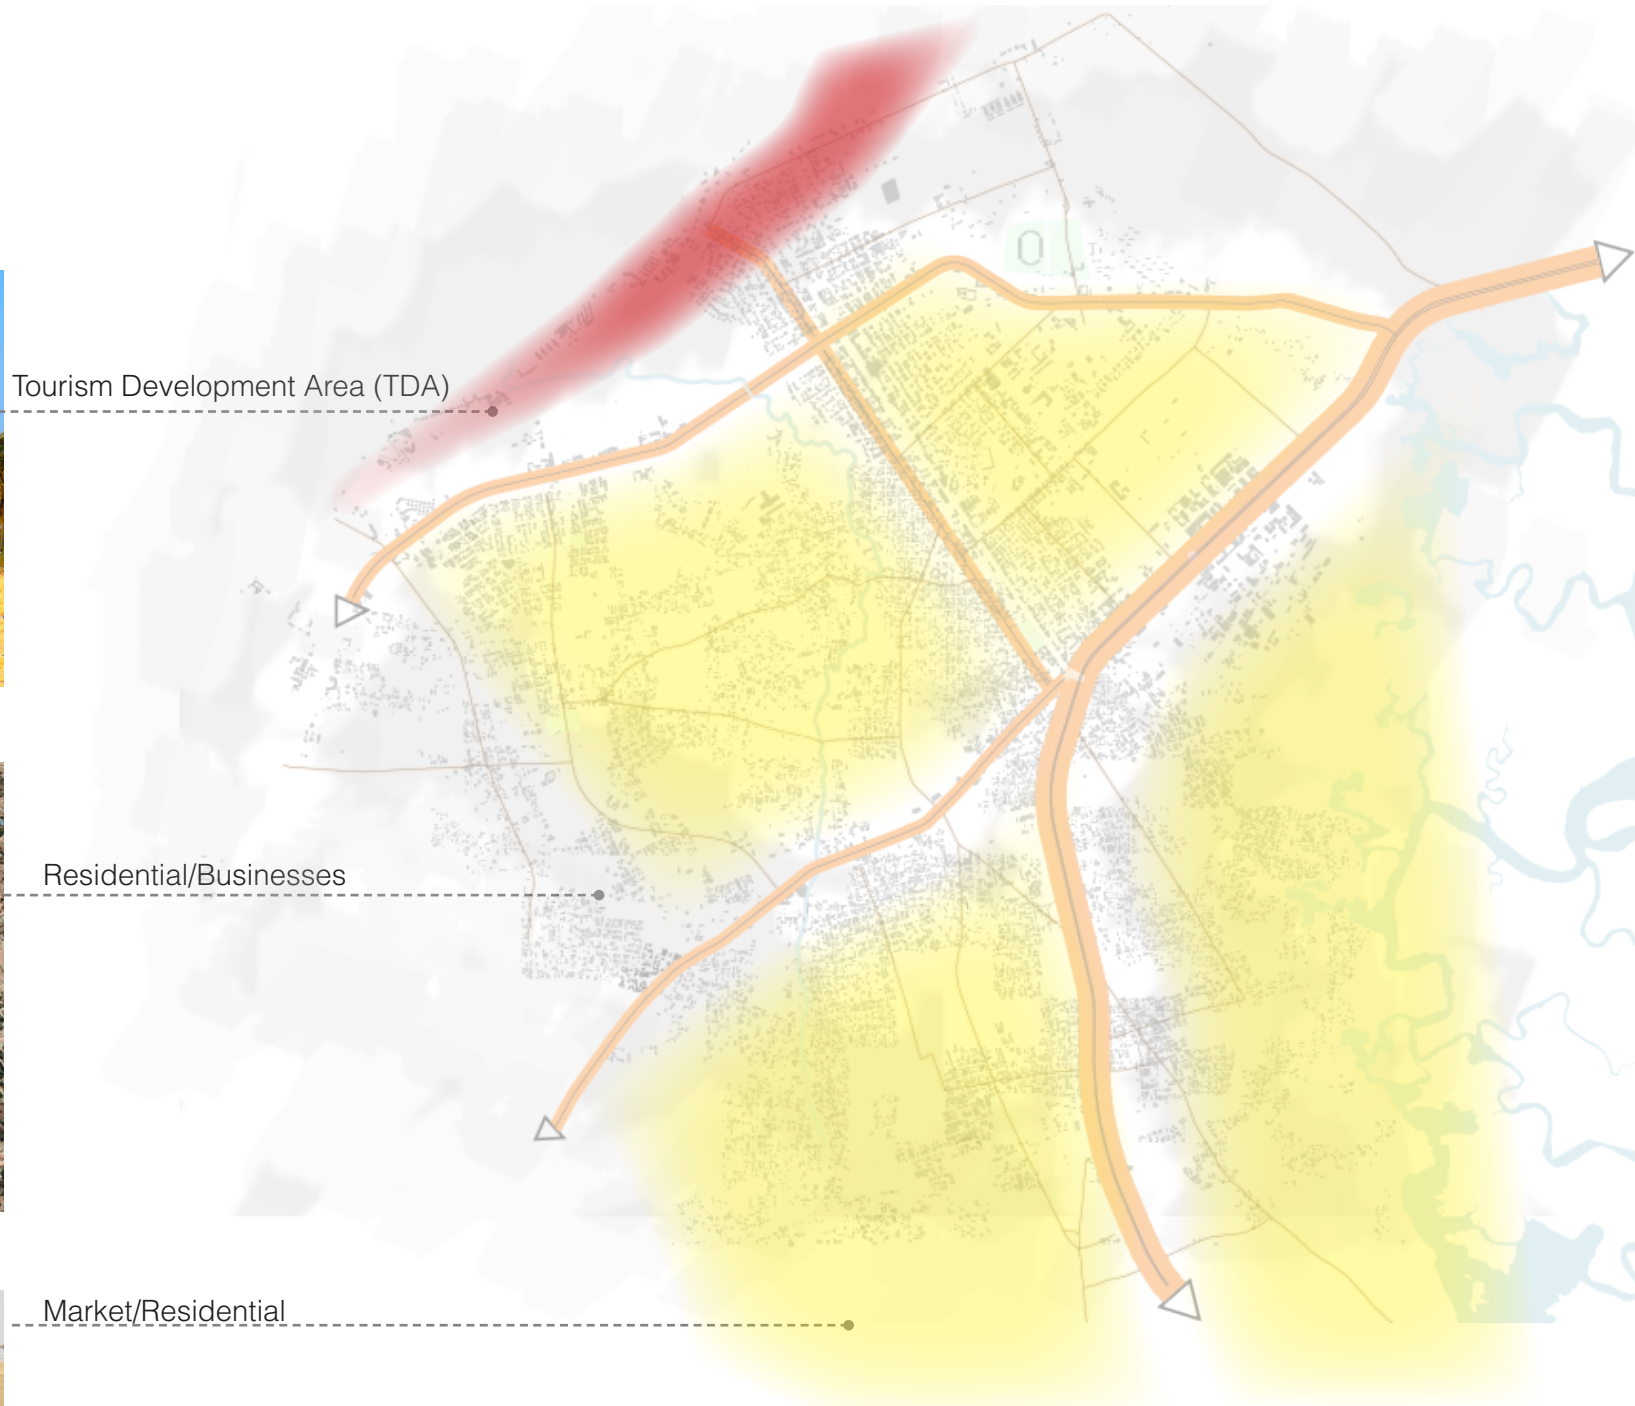 Tourism Development Area (TDA)
Residential/Businesses
Market/Residential